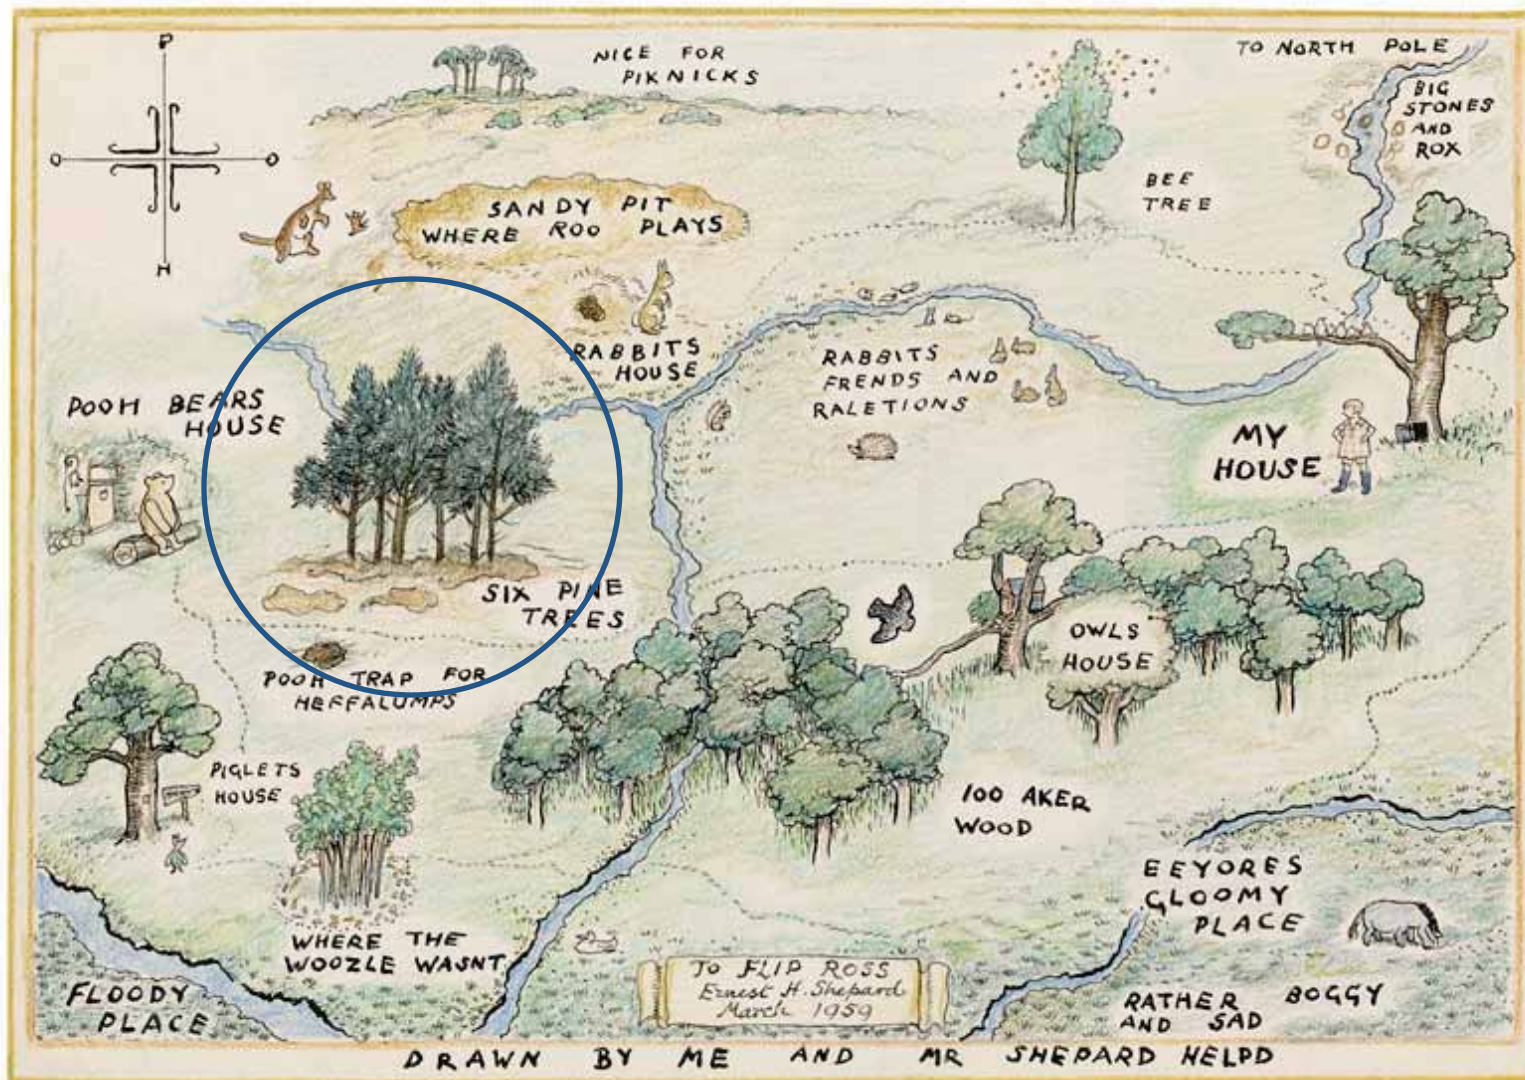 P
O
O
H
NICE FOR
PIKNICKS
TO NORTH POLE
BIG
STONES
AND
ROX
BEE
TREE
SANDY PIT
WHERE ROO PLAYS
RABBITS
HOUSE
RABBITS
FRENDS AND
RALETIONS
POOH BEARS
HOUSE
MY
HOUSE
SIX PINE
TREES
OWLS
HOUSE
POOH TRAP FOR
HEFFALUMPS
PIGLETS
HOUSE
100 AKER
WOOD
EEYORES
GLOOMY
PLACE
WHERE THE
WOOZLE WASNT
FLOODY
PLACE
TO FLIP ROSS
Ernest H. Shepard
March 1959
RATHER BOGGY
AND SAD
DRAWN BY ME AND MR SHEPARD HELPD